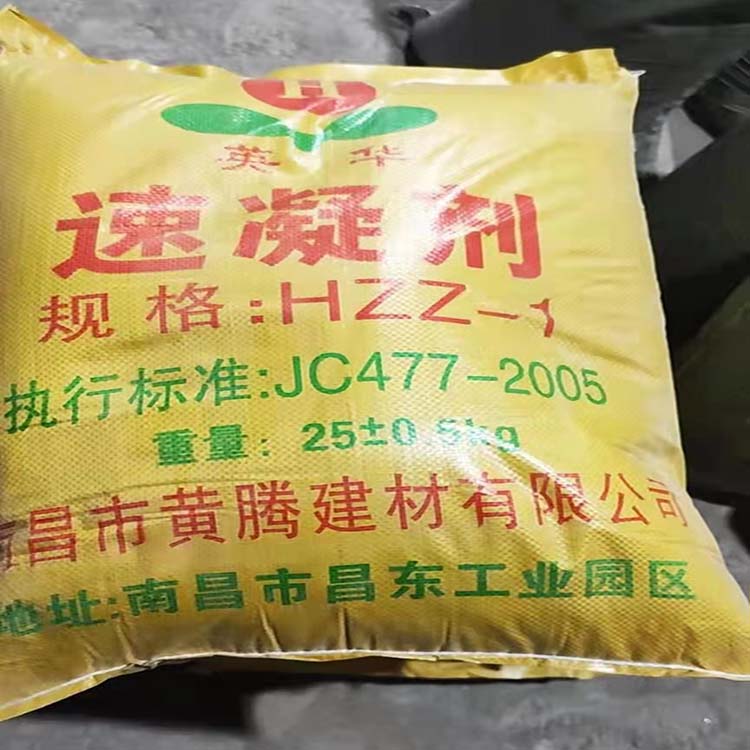 英华
速凝剂
规格:HZZ-1
执行标准:JC477-2005
重量: 25±0.5kg
南昌市黄腾建材有限公司
地址:南昌市昌东工业园区